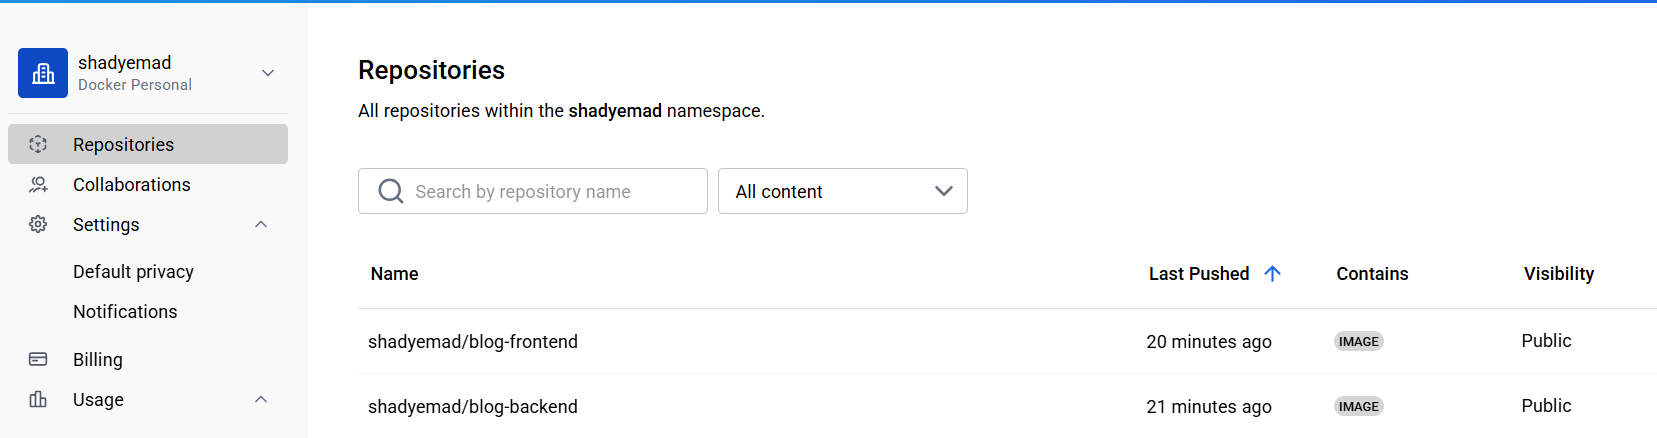 shadyemad
Docker Personal
Repositories
Collaborations
Settings
Default privacy
Notifications
Billing
Usage
Repositories
All repositories within the shadyemad namespace.
Search by repository name
All content
Name Last Pushed Contains Visibility
shadyemad/blog-frontend 20 minutes ago IMAGE Public
shadyemad/blog-backend 21 minutes ago IMAGE Public